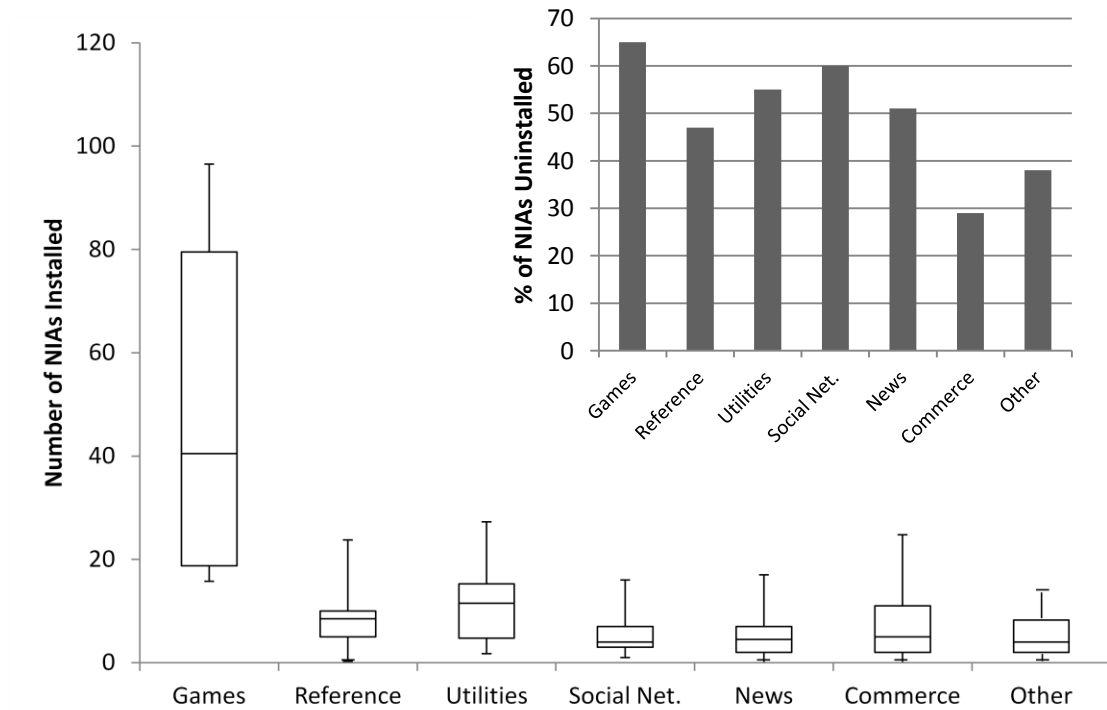 Number of NIAs Installed
120
100
80
60
40
20
0
Games Reference Utilities Social Net. News Commerce Other
% of NIAs Uninstalled
70
60
50
40
30
20
10
0
Games
Reference
Utilities
Social Net.
News
Commerce
Other